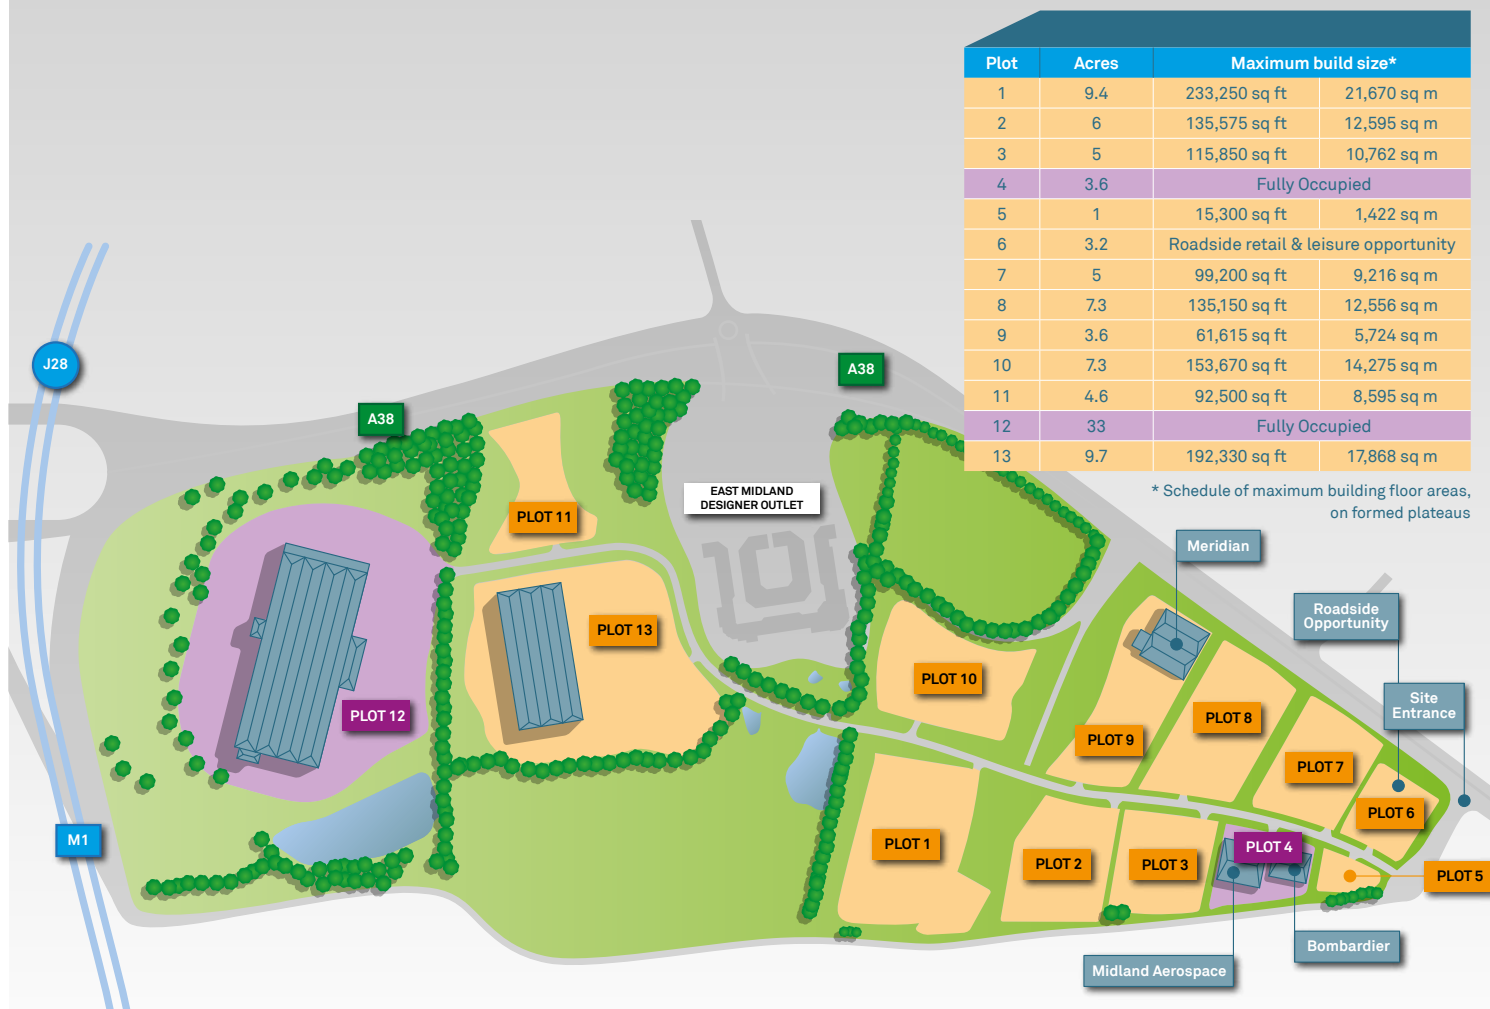 Plot Acres Maximum build size*
1 9.4 233,250 sq ft 21,670 sq m
2 6 135,575 sq ft 12,595 sq m
3 5 115,850 sq ft 10,762 sq m
4 3.6 Fully Occupied
5 1 15,300 sq ft 1,422 sq m
6 3.2 Roadside retail & leisure opportunity
7 5 99,200 sq ft 9,216 sq m
8 7.3 135,150 sq ft 12,556 sq m
9 3.6 61,615 sq ft 5,724 sq m
10 7.3 153,670 sq ft 14,275 sq m
11 4.6 92,500 sq ft 8,595 sq m
12 33 Fully Occupied
13 9.7 192,330 sq ft 17,868 sq m
* Schedule of maximum building floor areas,
on formed plateaus
J28
A38
A38
EAST MIDLAND
DESIGNER OUTLET
PLOT 11
Meridian
Roadside
Opportunity
PLOT 13
PLOT 10
Site
Entrance
PLOT 12
PLOT 8
PLOT 9
PLOT 7
PLOT 6
M1
PLOT 1
PLOT 4
PLOT 2
PLOT 3
PLOT 5
Bombardier
Midland Aerospace